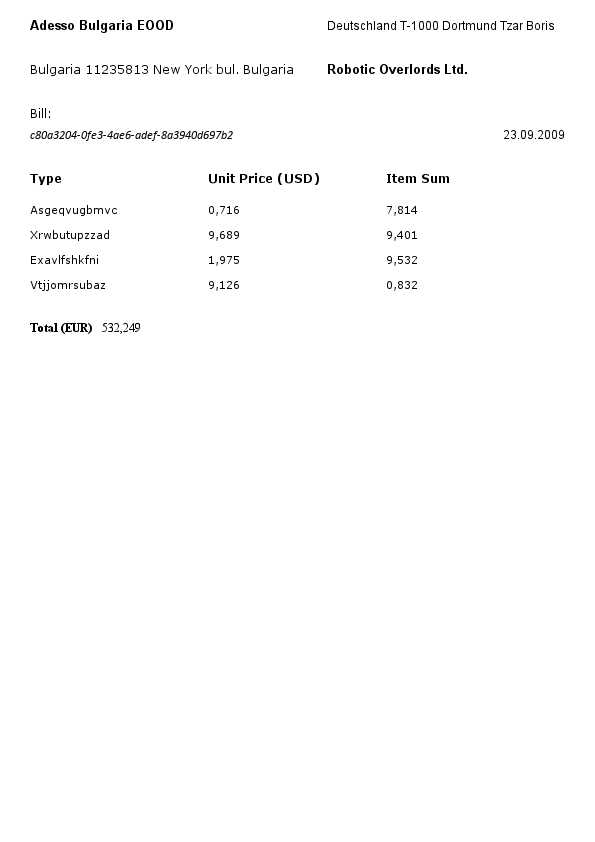 Adesso Bulgaria EOOD Deutschland T-1000 Dortmund Tzar Boris
Bulgaria 11235813 New York bul. Bulgaria Robotic Overlords Ltd.
Bill:
c80a3204-0fe3-4ae6-adef-8a3940d697b2 23.09.2009
Type Unit Price (USD) Item Sum
Asgeqvugbmvc 0,716 7,814
Xrwbutupzzad 9,689 9,401
Exavlfshkfni 1,975 9,532
Vtjjomrsubaz 9,126 0,832
Total (EUR) 532,249